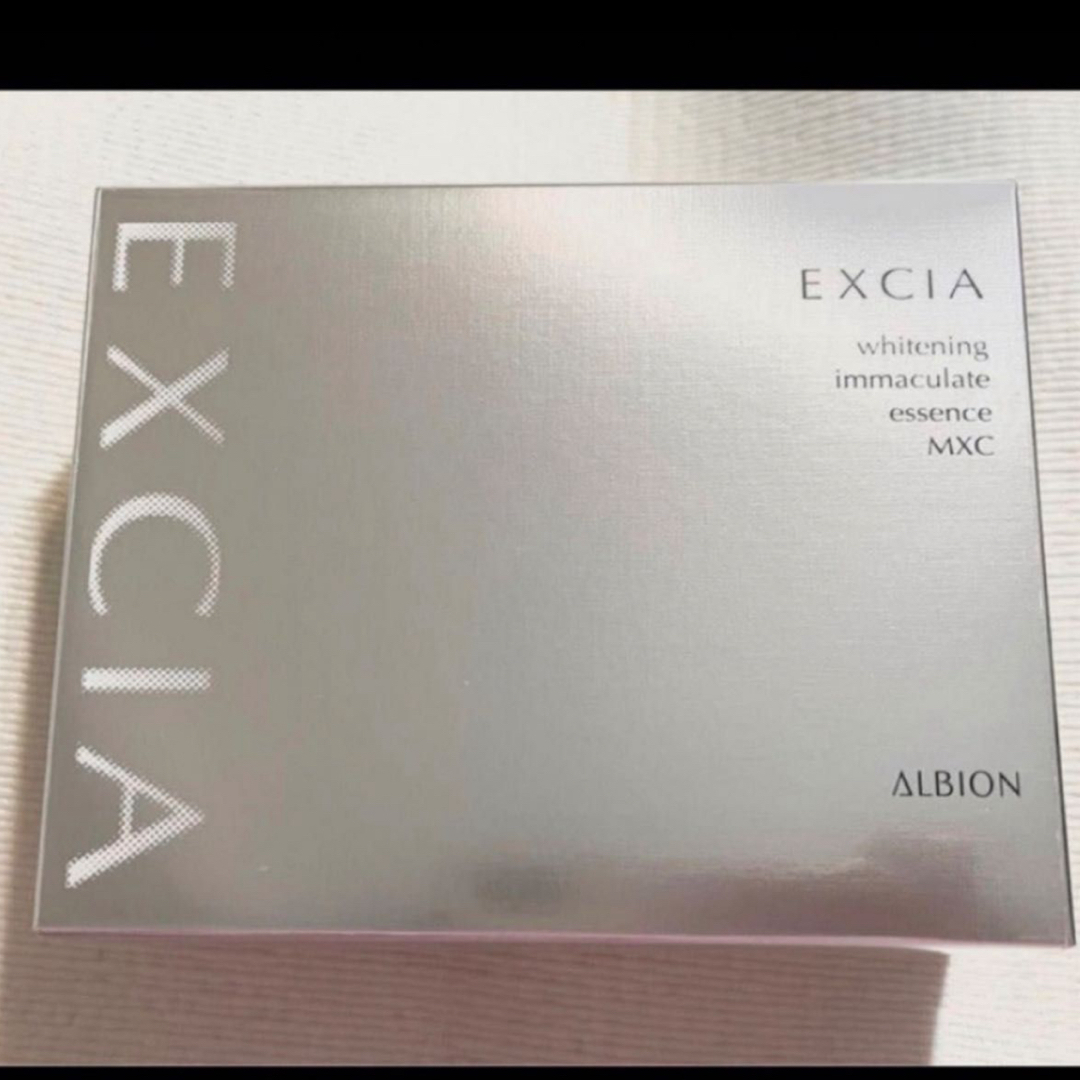 EXCIA
EXCIA
whitening
immaculate
essence
MXC
ALBION